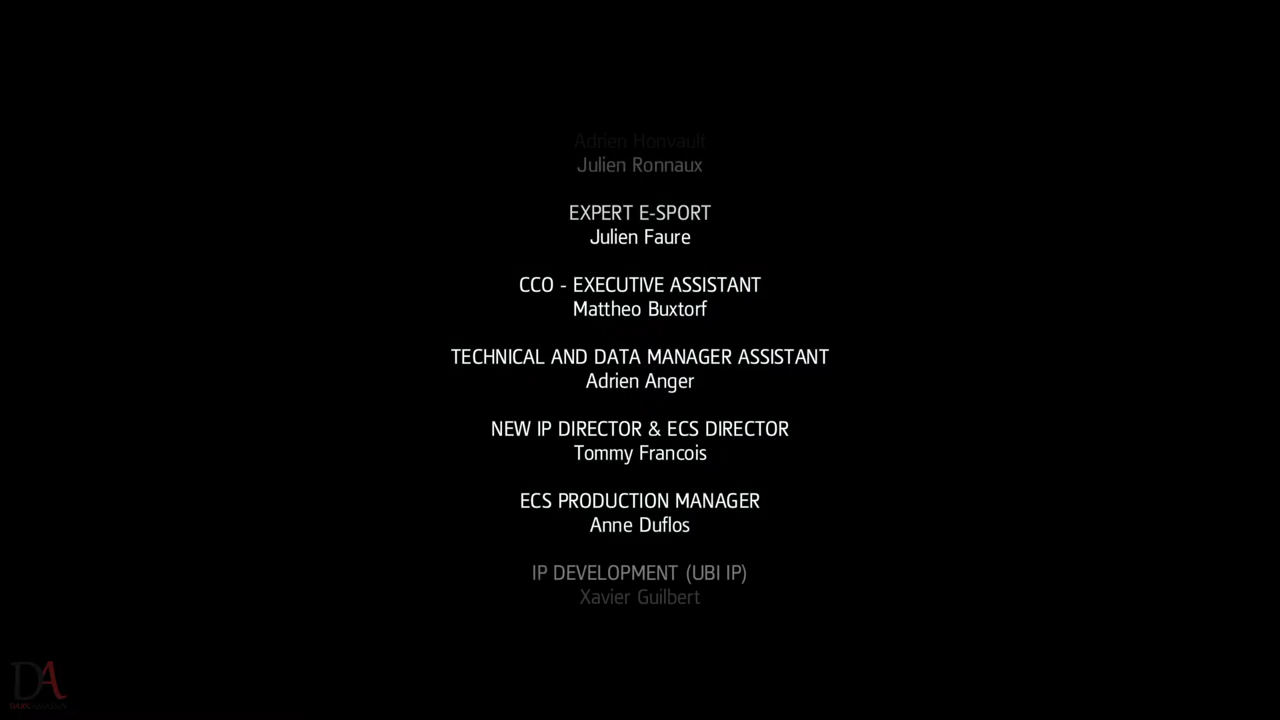 Adrien Honvault
Julien Ronnaux
EXPERT E-SPORT
Julien Faure
CCO - EXECUTIVE ASSISTANT
Mattheo Buxtorf
TECHNICAL AND DATA MANAGER ASSISTANT
Adrien Anger
NEW IP DIRECTOR & ECS DIRECTOR
Tommy Francois
ECS PRODUCTION MANAGER
Anne Duflos
IP DEVELOPMENT (UBI IP)
Xavier Guilbert
DA